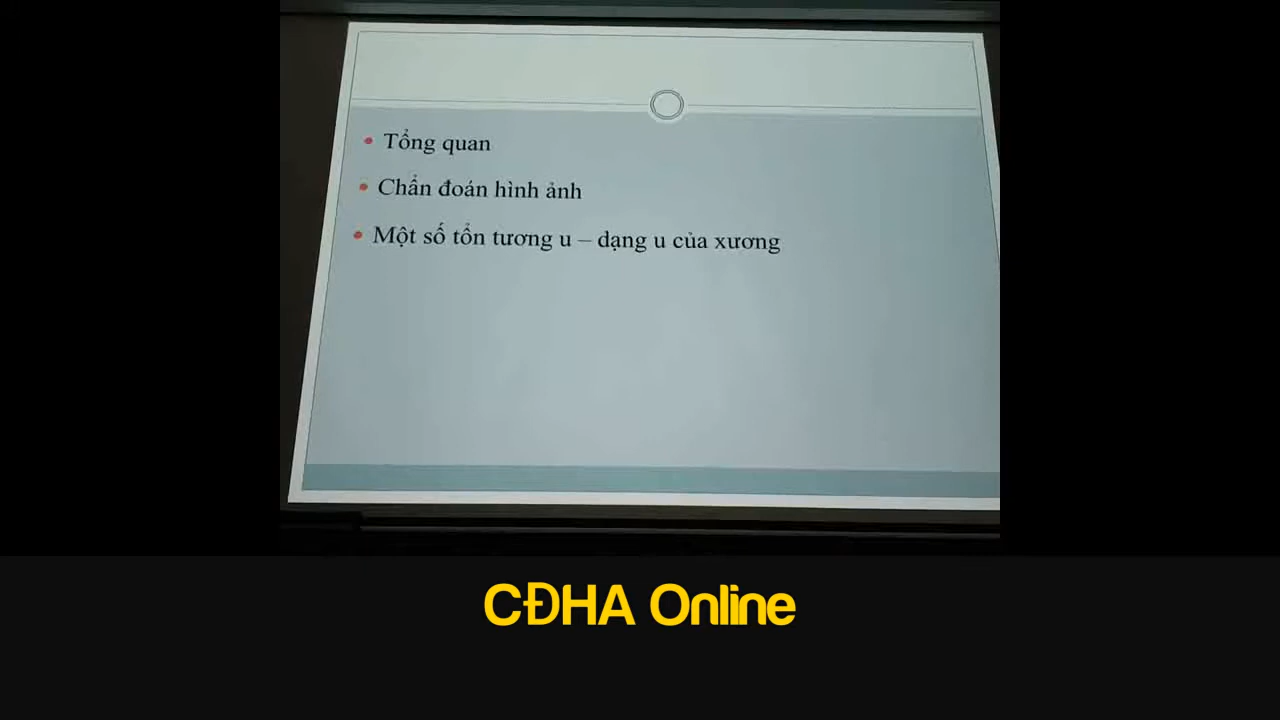 Tổng quan
Chẩn đoán hình ảnh
Một số tổn tương u – dạng u của xương
CĐHA Online